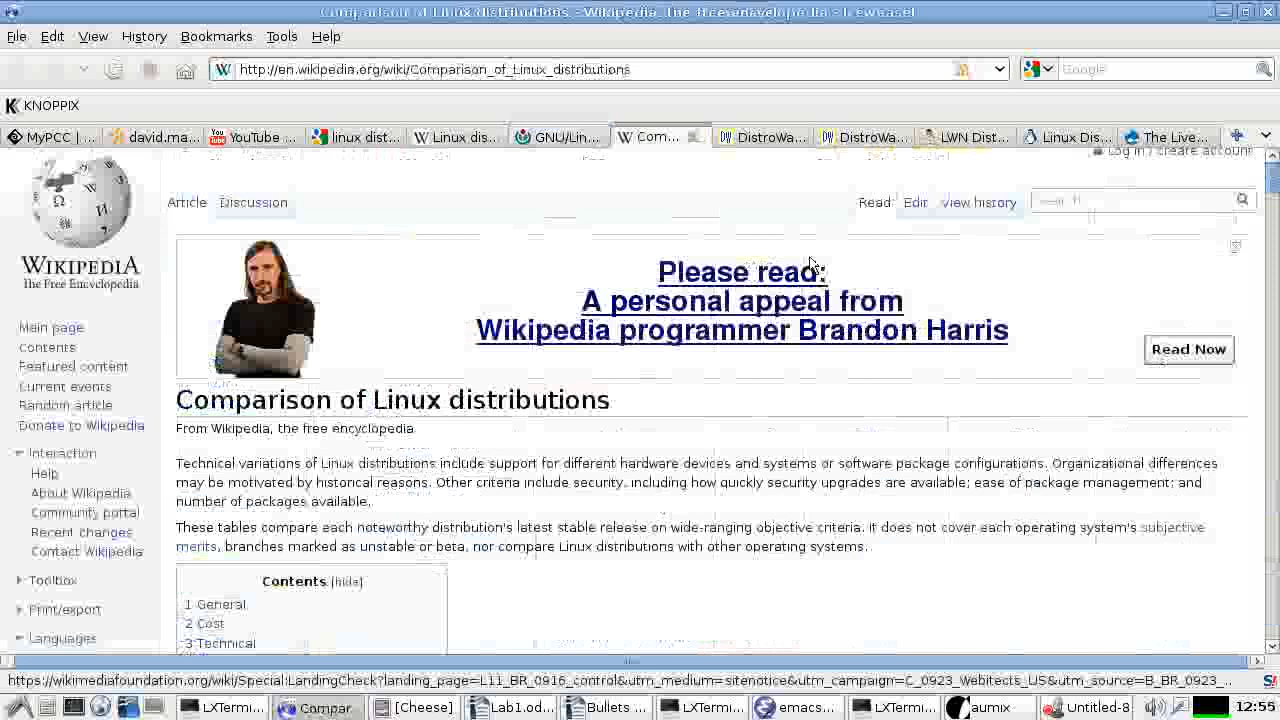 Comparison of Linux distributions - Wikipedia, the free encyclopedia - Iceweasel
File Edit View History Bookmarks Tools Help
http://en.wikipedia.org/wiki/Comparison_of_Linux_distributions
Google
KNOPPIX
MyPCC | ...
david.ma...
YouTube ...
linux dist...
Linux dis...
GNU/Lin...
Com...
DistroWa...
DistroWa...
LWN Dist...
Linux Dis...
The Live...
Log in / create account
Article Discussion Read Edit View history
WIKIPEDIA
The Free Encyclopedia
Please read:
A personal appeal from
Wikipedia programmer Brandon Harris
Read Now
Main page
Contents
Featured content
Current events
Random article
Donate to Wikipedia
Interaction
Help
About Wikipedia
Community portal
Recent changes
Contact Wikipedia
Toolbox
Print/export
Languages
Comparison of Linux distributions
From Wikipedia, the free encyclopedia
Technical variations of Linux distributions include support for different hardware devices and systems or software package configurations. Organizational differences
may be motivated by historical reasons. Other criteria include security, including how quickly security upgrades are available; ease of package management; and
number of packages available.
These tables compare each noteworthy distribution's latest stable release on wide-ranging objective criteria. It does not cover each operating system's subjective
merits, branches marked as unstable or beta, nor compare Linux distributions with other operating systems.
Contents [hide]
1 General
2 Cost
3 Technical
https://wikimediafoundation.org/wiki/Special:LandingCheck?landing_page=L11_BR_0916_control&utm_medium=sitenotice&utm_campaign=C_0923_Webitects_US&utm_source=B_BR_0923_...
LXTermi...
Compar...
[Cheese]
Lab1.od...
Bullets ...
LXTermi...
emacs...
LXTermi...
aumix
Untitled-8
12:55